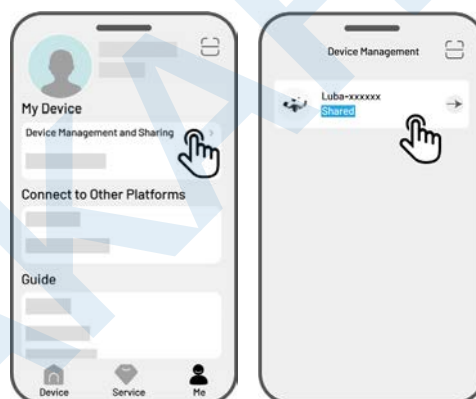 My Device
Device Management and Sharing
Connect to Other Platforms
Guide
Device
Service
Me
Device Management
Luba-xxxxxx
Shared